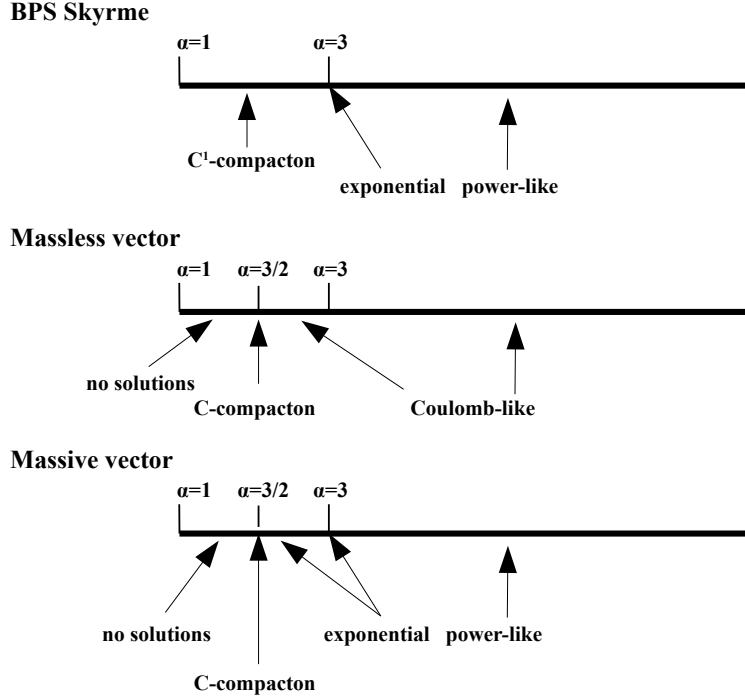 BPS Skyrme
α=1 α=3
C¹-compacton
exponential power-like
Massless vector
α=1 α=3/2 α=3
no solutions
C-compacton Coulomb-like
Massive vector
α=1 α=3/2 α=3
no solutions exponential power-like
C-compacton